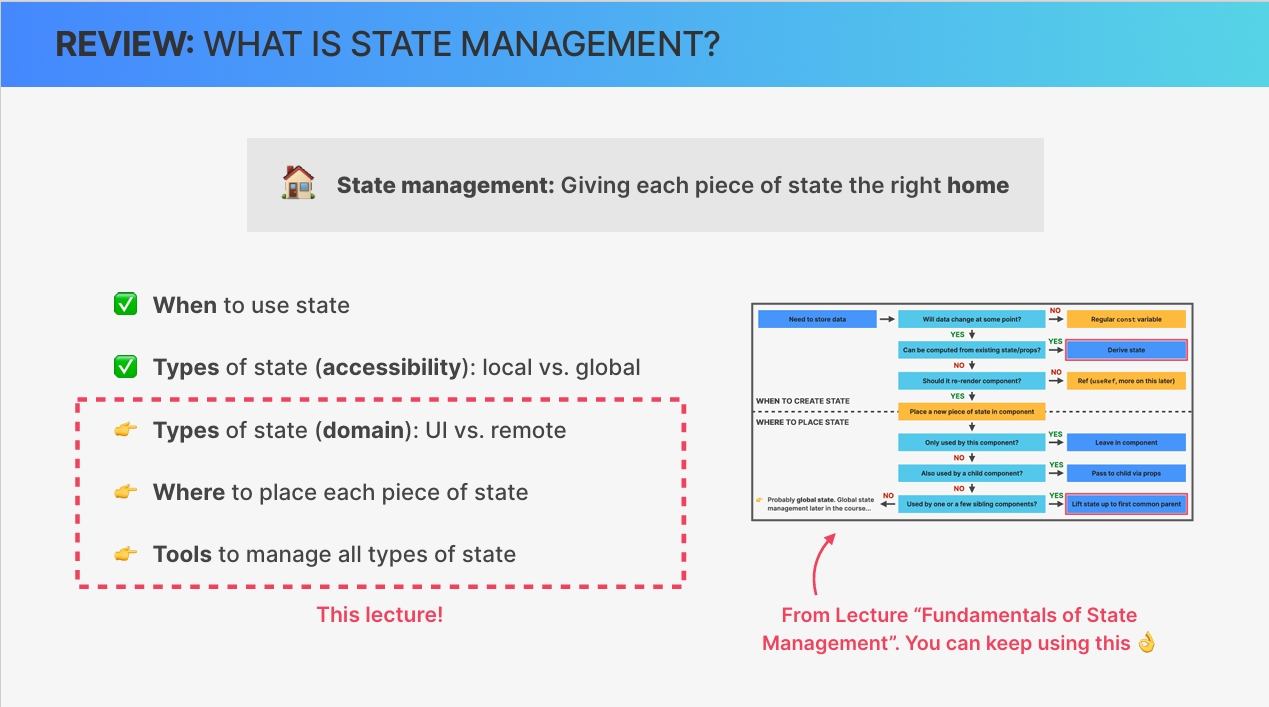 REVIEW: WHAT IS STATE MANAGEMENT?
State management: Giving each piece of state the right home
When to use state
Types of state (accessibility): local vs. global
Types of state (domain): UI vs. remote
Where to place each piece of state
Tools to manage all types of state
This lecture!
Need to store data
Will data change at some point?
NO
Regular const variable
YES
Can be computed from existing state/props?
YES
Derive state
NO
Should it re-render component?
NO
Ref (useRef, more on this later)
YES
WHEN TO CREATE STATE
Place a new piece of state in component
WHERE TO PLACE STATE
Only used by this component?
YES
Leave in component
NO
Also used by a child component?
YES
Pass to child via props
NO
Used by one or a few sibling components?
YES
Lift state up to first common parent
NO
Probably global state. Global state
management later in the course...
From Lecture “Fundamentals of State
Management”. You can keep using this 👌